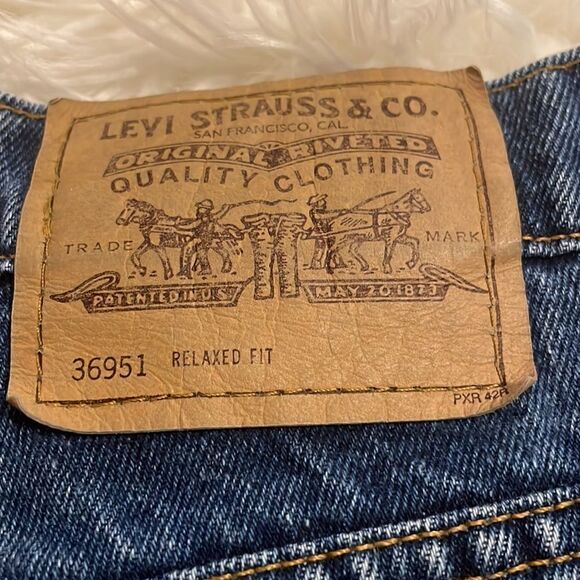 LEVI STRAUSS & CO.
SAN FRANCISCO, CAL.
ORIGINAL RIVETED
QUALITY CLOTHING
TRADE MARK
PATENTED IN U.S. MAY 20 1873
36951 RELAXED FIT
PXR 42R